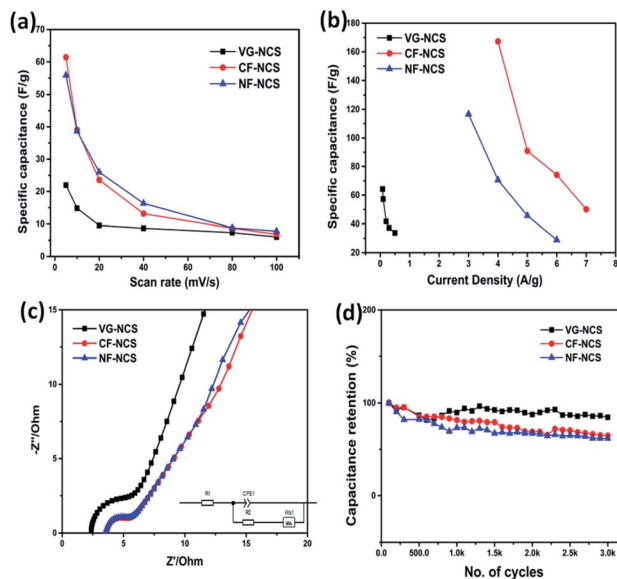 (a)
VG-NCS
CF-NCS
NF-NCS
Specific capacitance (F/g)
70
60
50
40
30
20
10
0
0 20 40 60 80 100
Scan rate (mV/s)
(b)
VG-NCS
CF-NCS
NF-NCS
Specific capacitance (F/g)
180
160
140
120
100
80
60
40
20
0 1 2 3 4 5 6 7 8
Current Density (A/g)
(c)
VG-NCS
CF-NCS
NF-NCS
-Z''/Ohm
15
10
5
0
0 5 10 15 20
Z'/Ohm
R1 CPE1
R2 Ws1
(d)
VG-NCS
CF-NCS
NF-NCS
Capacitance retention (%)
200
100
0
0 500.0 1.0k 1.5k 2.0k 2.5k 3.0k
No. of cycles